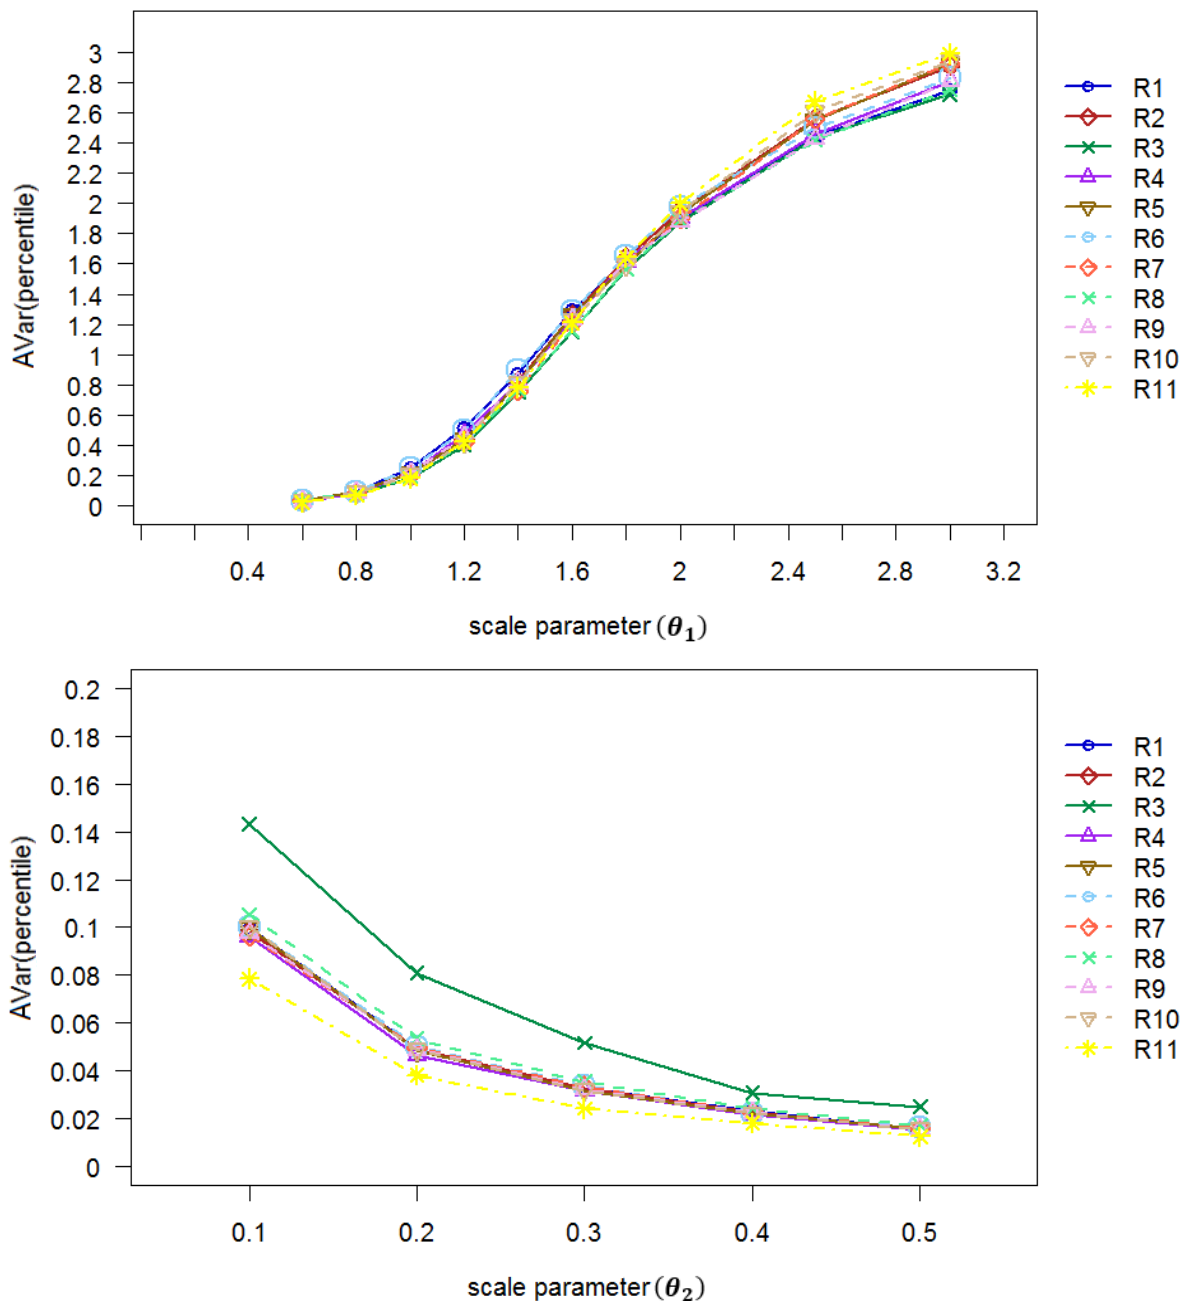 AVar(percentile)
3
2.8
2.6
2.4
2.2
2
1.8
1.6
1.4
1.2
1
0.8
0.6
0.4
0.2
0
0.4 0.8 1.2 1.6 2 2.4 2.8 3.2
scale parameter (θ1)
R1
R2
R3
R4
R5
R6
R7
R8
R9
R10
R11
AVar(percentile)
0.2
0.18
0.16
0.14
0.12
0.1
0.08
0.06
0.04
0.02
0
0.1 0.2 0.3 0.4 0.5
scale parameter (θ2)
R1
R2
R3
R4
R5
R6
R7
R8
R9
R10
R11